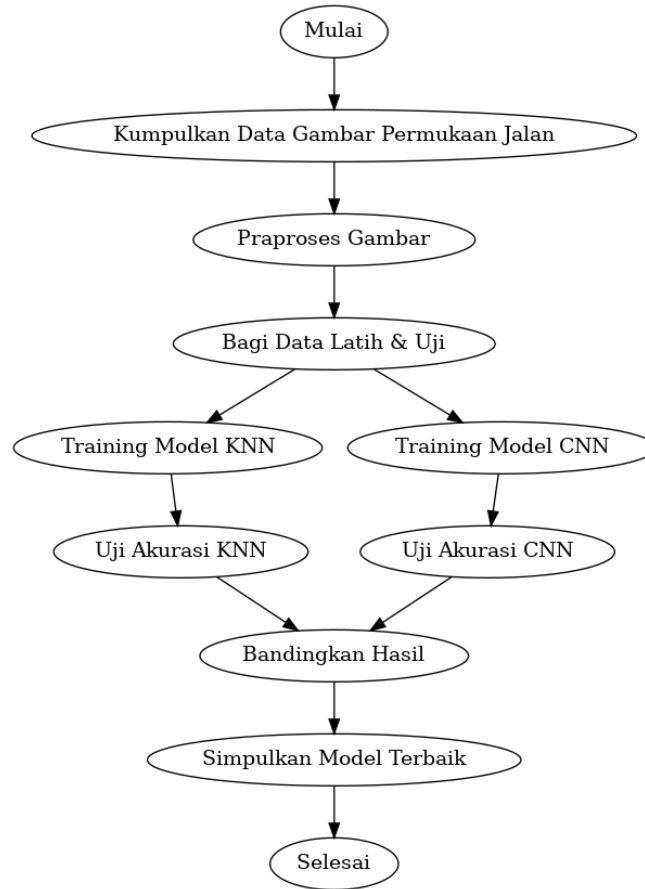 Mulai
Kumpulkan Data Gambar Permukaan Jalan
Praproses Gambar
Bagi Data Latih & Uji
Training Model KNN
Training Model CNN
Uji Akurasi KNN
Uji Akurasi CNN
Bandingkan Hasil
Simpulkan Model Terbaik
Selesai